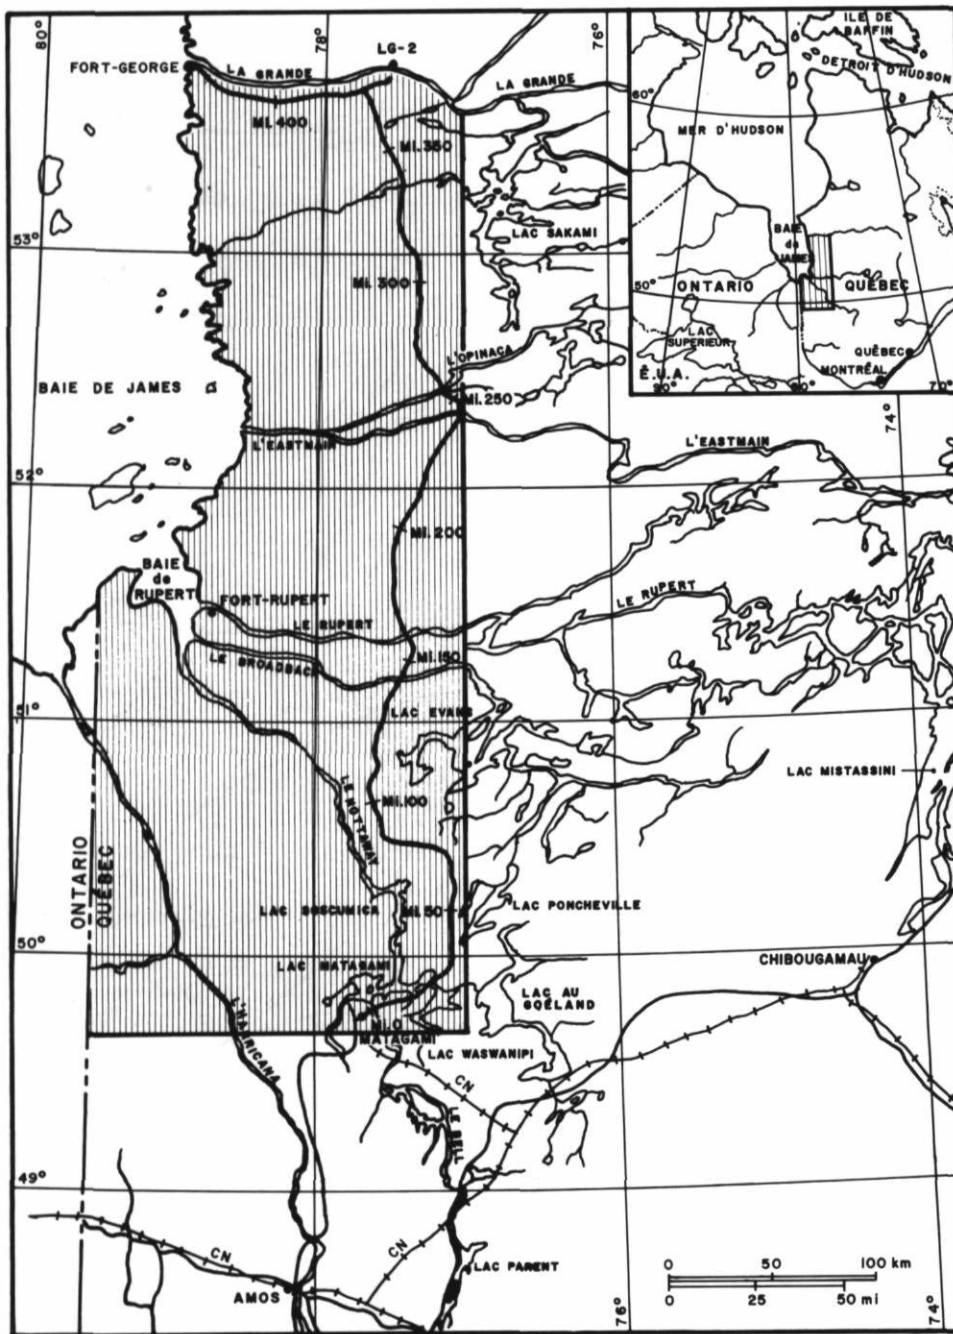 80°
78°
76°
LG-2
FORT-GEORGE
LA GRANDE
LA GRANDE
MI. 400
MI. 350
LAC SAKAMI
53°
MI. 300
L'OPINACA
BAIE DE JAMES
MI. 250
L'EASTMAIN
L'EASTMAIN
74°
52°
MI. 200
BAIE
de
RUPERT
FORT-RUPERT
LE RUPERT
LE RUPERT
LE BROADBACK
MI. 150
LAC EVANS
51°
LAC MISTASSINI
MI. 100
LE NOTTAWAY
ONTARIO
QUÉBEC
LAC SOSCUMICA
MI. 50
LAC PONCHEVILLE
50°
CHIBOUGAMAU
LAC MATAGAMI
LAC AU
GOÉLAND
L'HARRICANA
MI. 0
MATAGAMI
LAC WASWANIPI
CN
LE BELL
49°
CN
CN
LAC PARENT
AMOS
0 50 100 km
0 25 50 mi
76°
74°
ILE DE
BAFFIN
DETROIT D'HUDSON
60°
MER D'HUDSON
BAIE
de
JAMES
50°
ONTARIO
QUÉBEC
LAC
SUPERIEUR
QUÉBEC
MONTRÉAL
É.U.A.
90°
80°
70°